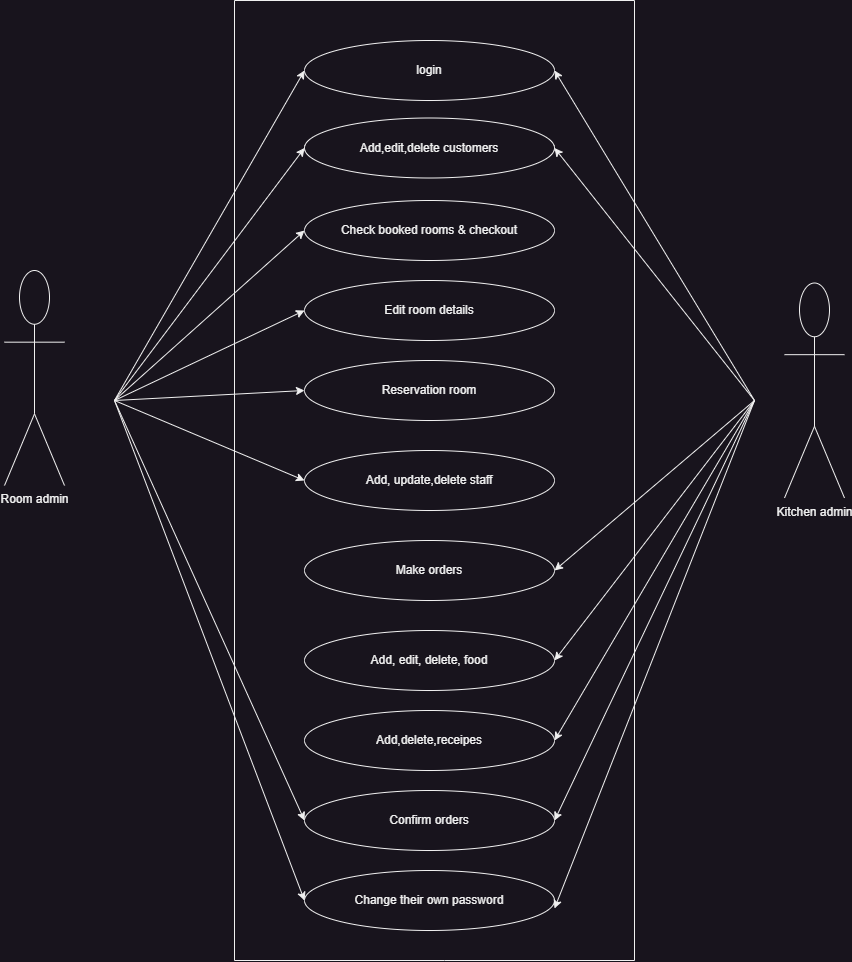 login
Add,edit,delete customers
Check booked rooms & checkout
Edit room details
Reservation room
Add, update,delete staff
Room admin
Kitchen admin
Make orders
Add, edit, delete, food
Add,delete,receipes
Confirm orders
Change their own password